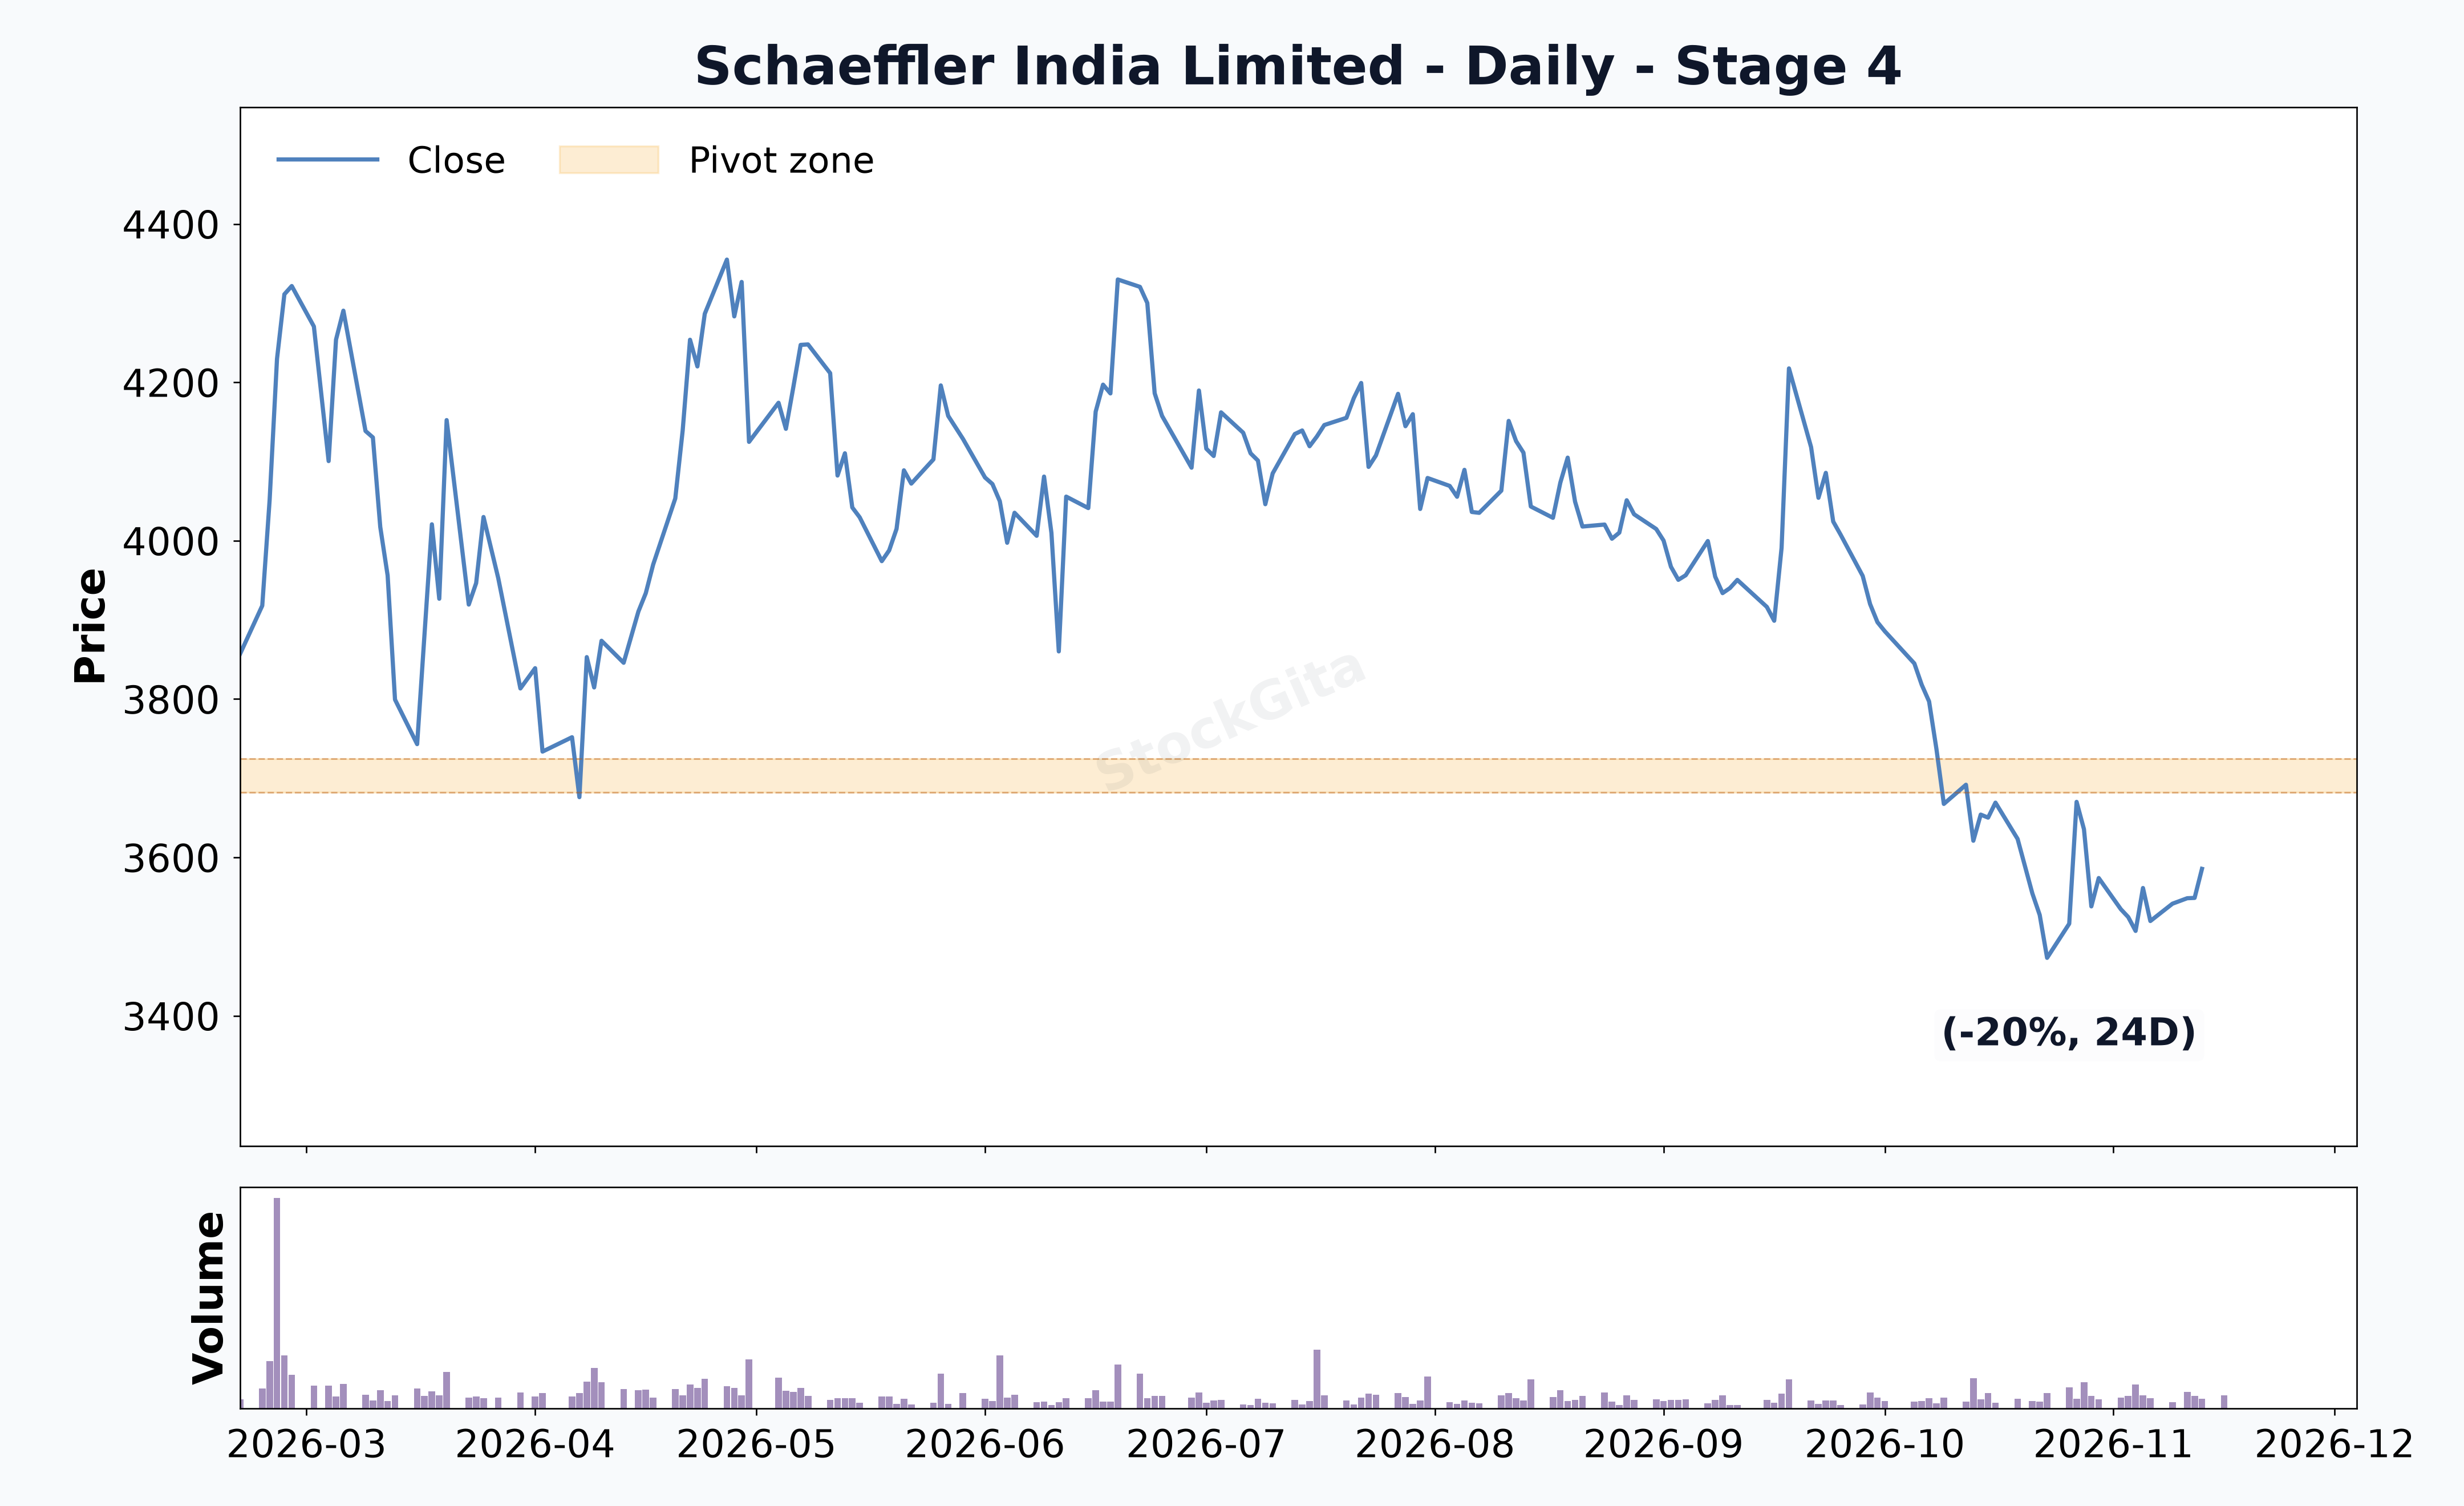 Schaeffler India Limited - Daily - Stage 4
Close
Pivot zone
4400
4200
4000
3800
3600
3400
Price
StockGita
(-20%, 24D)
Volume
2026-03
2026-04
2026-05
2026-06
2026-07
2026-08
2026-09
2026-10
2026-11
2026-12